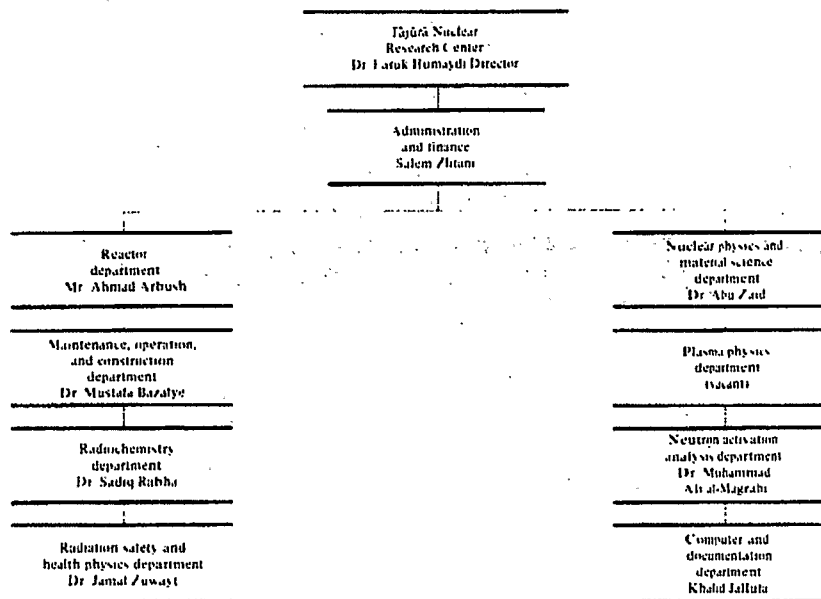 Tājūrā Nuclear
Research Center
Dr Faruk Humaydi Director
Administration
and finance
Salem Zlitani
Reactor
department
Mr Ahmad Arbush
Maintenance, operation,
and construction
department
Dr Mustafa Bazalye
Radiochemistry
department
Dr Sadiq Rabha
Radiation safety and
health physics department
Dr Jamal Zuwayt
Nuclear physics and
material science
department
Dr Abu Zaid
Plasma physics
department
(vacant)
Neutron activation
analysis department
Dr Muhammad
Ali al-Magrabi
Computer and
documentation
department
Khalid Jalluta